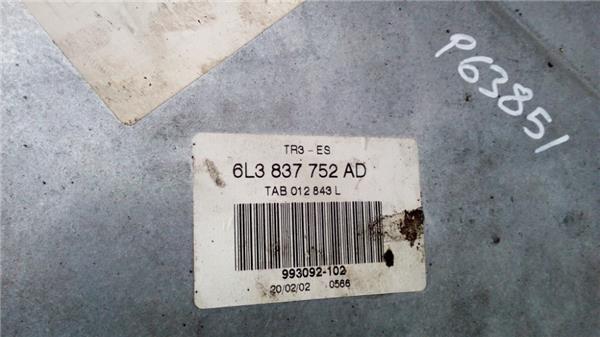 P63851
TR3 - ES
6L3 837 752 AD
TAB 012 843 L
993092-102
20/02/02 0566